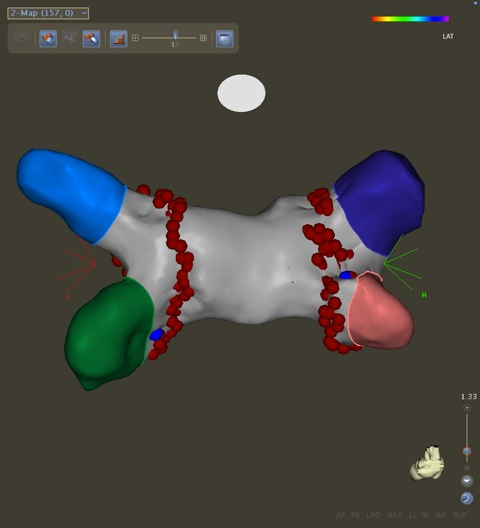 2-Map (157, 0)
LAT
L
R
1.33
AP PA LAO RAO LL RL INF SUP